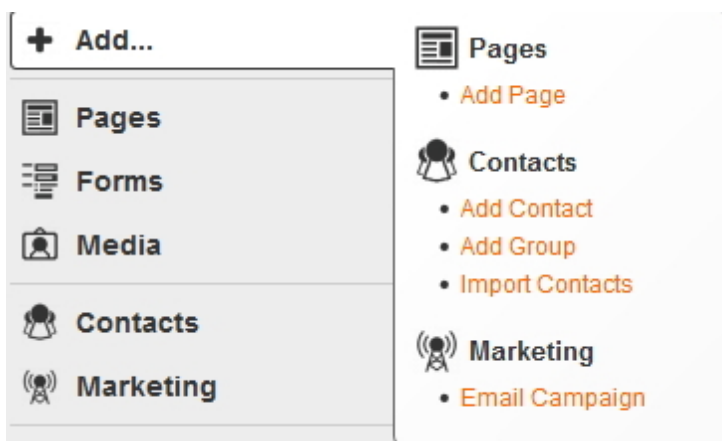 Add...
Pages
Forms
Media
Contacts
Marketing
Pages
Add Page
Contacts
Add Contact
Add Group
Import Contacts
Marketing
Email Campaign